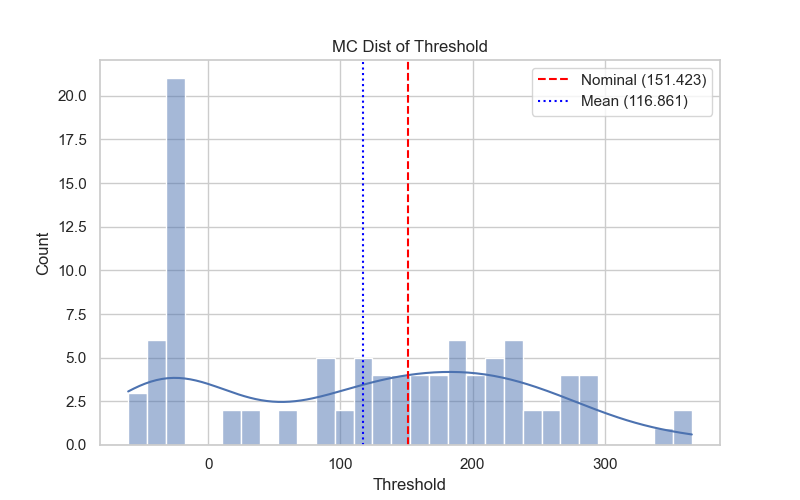 MC Dist of Threshold
Nominal (151.423)
Mean (116.861)
20.0
17.5
15.0
12.5
10.0
7.5
5.0
2.5
0.0
Count
0 100 200 300
Threshold